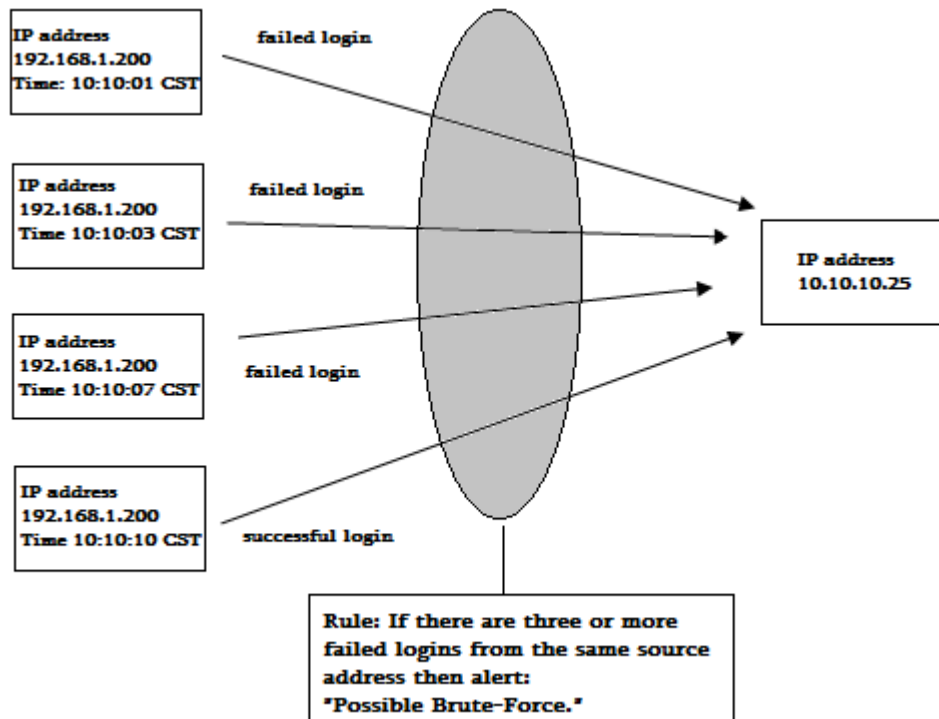 IP address
192.168.1.200
Time: 10:10:01 CST
failed login
IP address
192.168.1.200
Time 10:10:03 CST
failed login
IP address
192.168.1.200
Time 10:10:07 CST
failed login
IP address
192.168.1.200
Time 10:10:10 CST
successful login
IP address
10.10.10.25
Rule: If there are three or more
failed logins from the same source
address then alert:
"Possible Brute-Force."